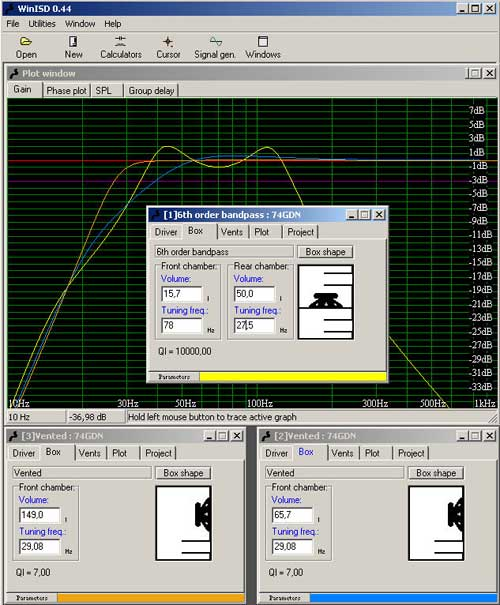 WinISD 0.44
File Utilities Window Help
Open New Calculators Cursor Signal gen. Windows
Plot window
Gain Phase plot SPL Group delay
7dB
5dB
3dB
1dB
-1dB
-3dB
-5dB
-7dB
[1]6th order bandpass : 74GDN
Driver Box Vents Plot Project
6th order bandpass Box shape
Front chamber: Rear chamber:
Volume: Volume:
15,7 l 50,0 l
Tuning freq.: Tuning freq.:
78 Hz 27,5 Hz
Ql = 10000,00
Parameters
-9dB
-11dB
-13dB
-15dB
-17dB
-19dB
-21dB
-23dB
-25dB
-27dB
-29dB
-31dB
-33dB
10Hz 30Hz 50Hz 100Hz 300Hz 500Hz 1kHz
10 Hz -36,98 dB Hold left mouse button to trace active graph
[3]Vented : 74GDN
Driver Box Vents Plot Project
Vented Box shape
Front chamber:
Volume:
149,0 l
Tuning freq.:
29,08 Hz
Ql = 7,00
Parameters
[2]Vented : 74GDN
Driver Box Vents Plot Project
Vented Box shape
Front chamber:
Volume:
65,7 l
Tuning freq.:
29,08 Hz
Ql = 7,00
Parameters